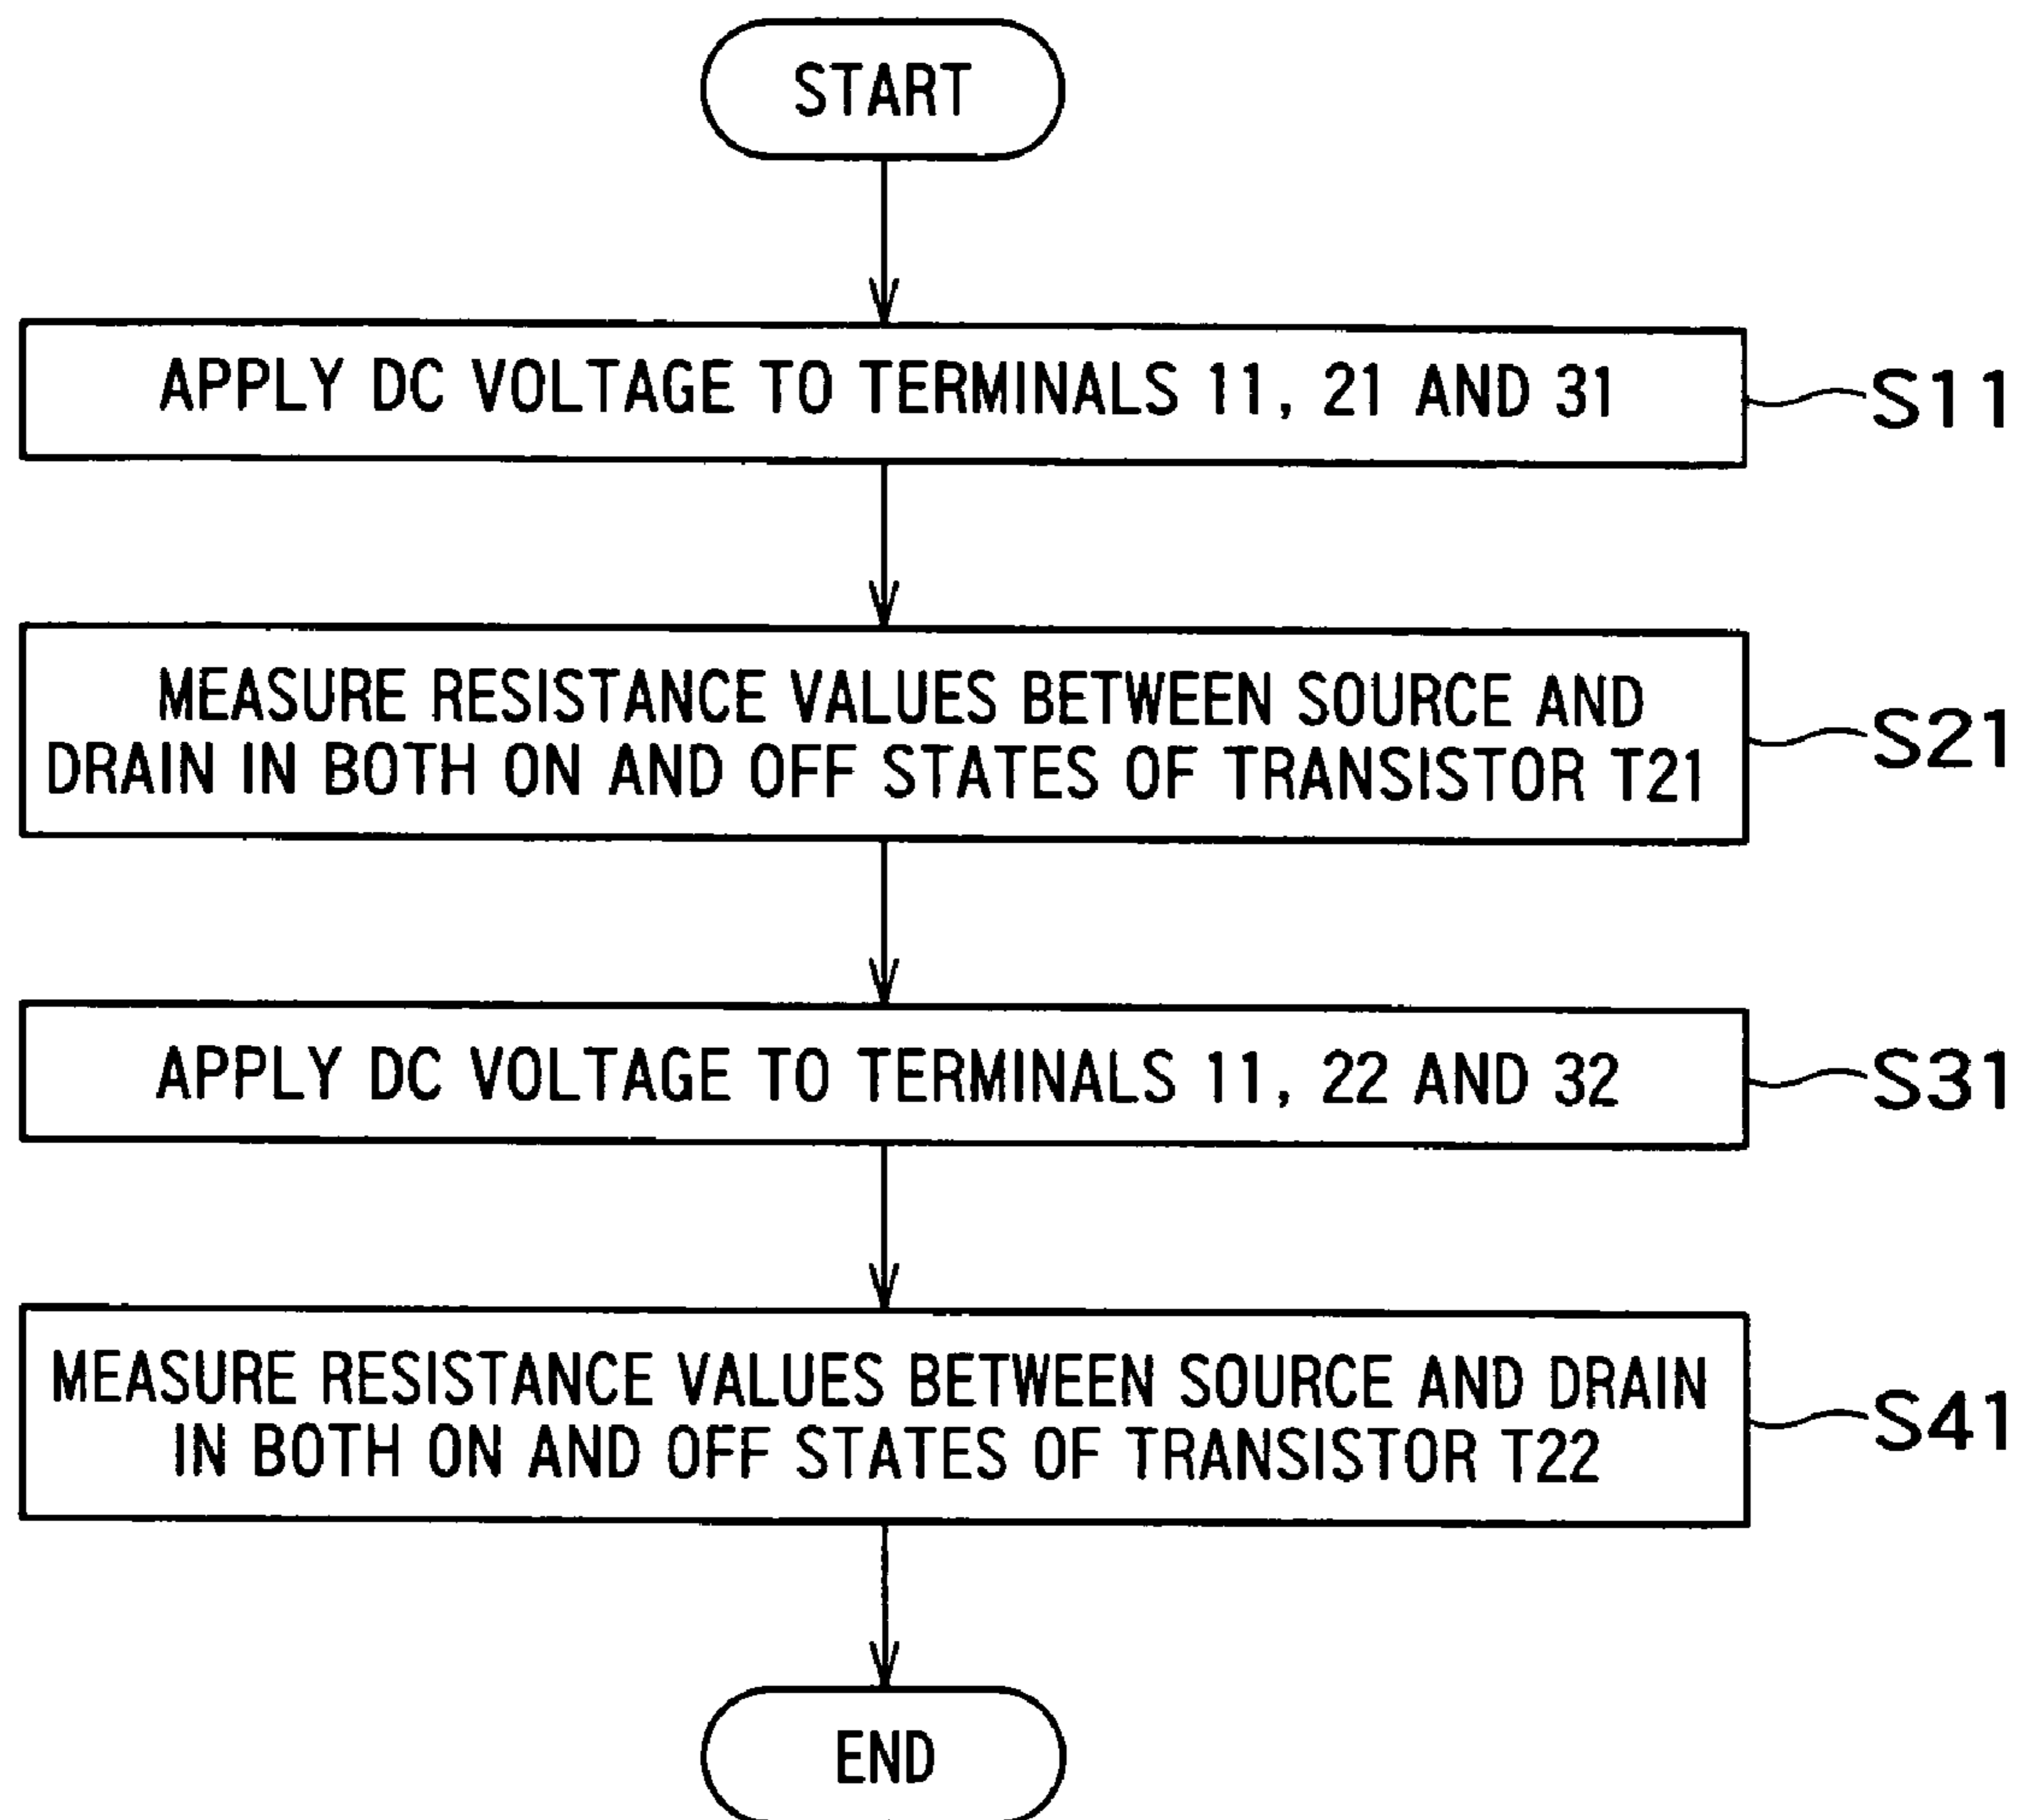 START
APPLY DC VOLTAGE TO TERMINALS 11, 21 AND 31
S11
MEASURE RESISTANCE VALUES BETWEEN SOURCE AND
DRAIN IN BOTH ON AND OFF STATES OF TRANSISTOR T21
S21
APPLY DC VOLTAGE TO TERMINALS 11, 22 AND 32
S31
MEASURE RESISTANCE VALUES BETWEEN SOURCE AND DRAIN
IN BOTH ON AND OFF STATES OF TRANSISTOR T22
S41
END